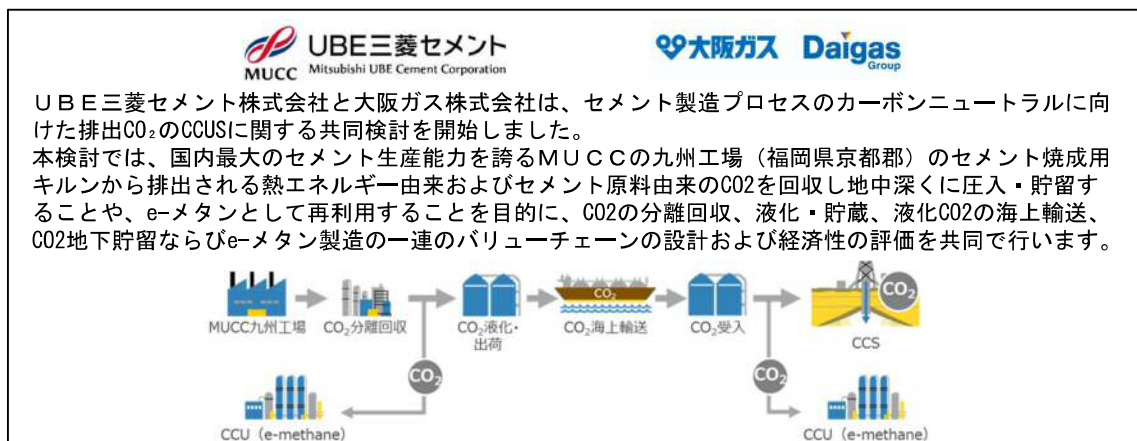 MUCC
UBE三菱セメント
Mitsubishi UBE Cement Corporation
大阪ガス
Daigas
Group
UBE三菱セメント株式会社と大阪ガス株式会社は、セメント製造プロセスのカーボンニュートラルに向
けた排出CO₂のCCUSに関する共同検討を開始しました。
本検討では、国内最大のセメント生産能力を誇るMUCCの九州工場（福岡県京都郡）のセメント焼成用
キルンから排出される熱エネルギー由来およびセメント原料由来のCO2を回収し地中深くに圧入・貯留す
ることや、e-メタンとして再利用することを目的に、CO2の分離回収、液化・貯蔵、液化CO2の海上輸送、
CO2地下貯留ならびe-メタン製造の一連のバリューチェーンの設計および経済性の評価を共同で行います。
CO₂
CO₂
MUCC九州工場
CO₂分離回収
CO₂液化・
出荷
CO₂海上輸送
CO₂受入
CCS
CO₂
CO₂
CCU（e-methane）
CCU（e-methane）